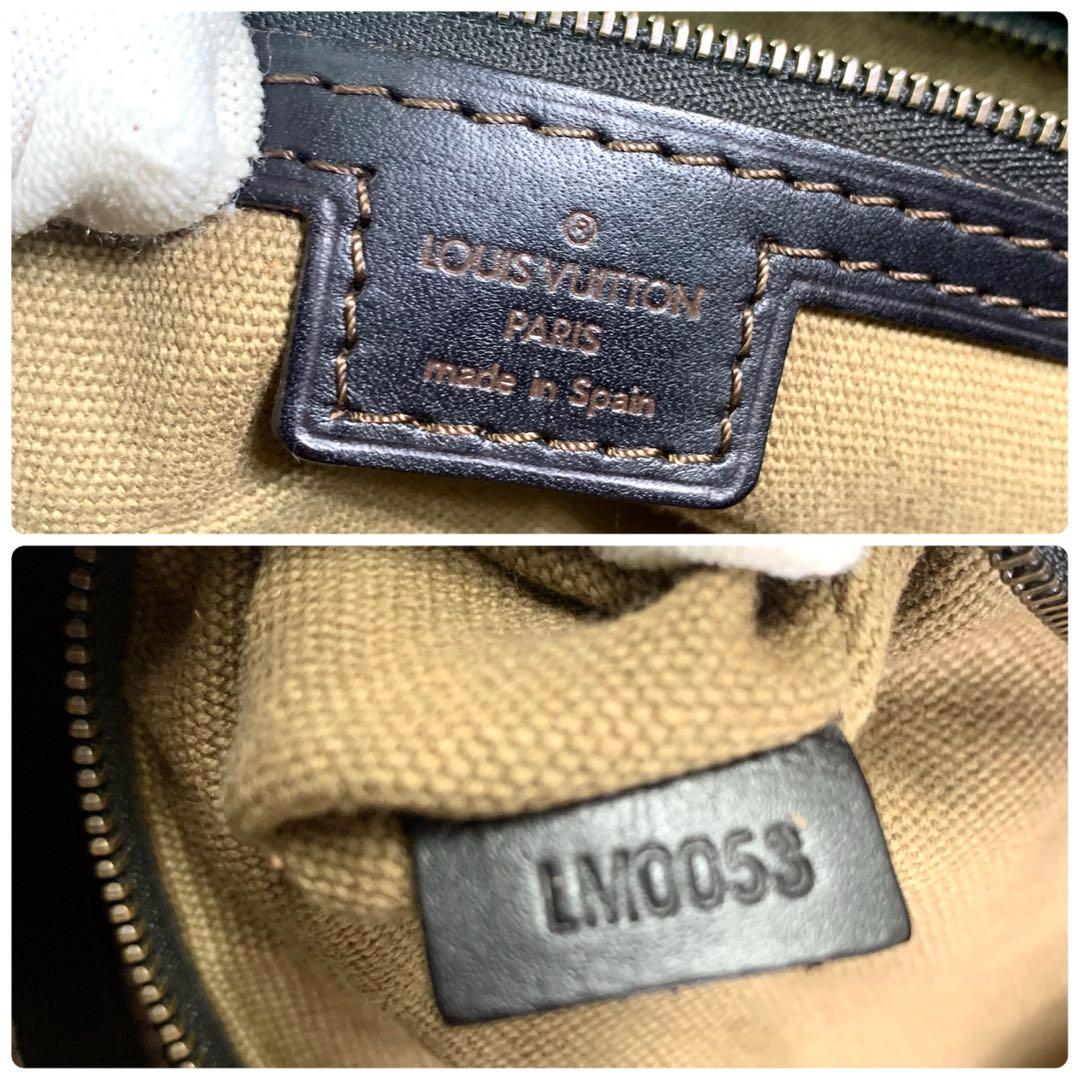 ®
LOUIS VUITTON
PARIS
made in Spain
LM0053